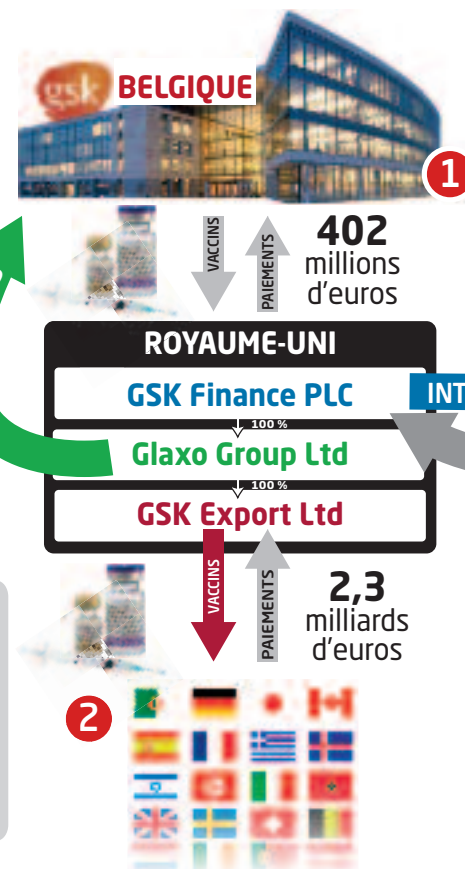 gsk BELGIQUE
1
VACCINS
PAIEMENTS
402
millions
d'euros
ROYAUME-UNI
GSK Finance PLC
INT
100 %
Glaxo Group Ltd
100 %
GSK Export Ltd
VACCINS
PAIEMENTS
2,3
milliards
d'euros
2